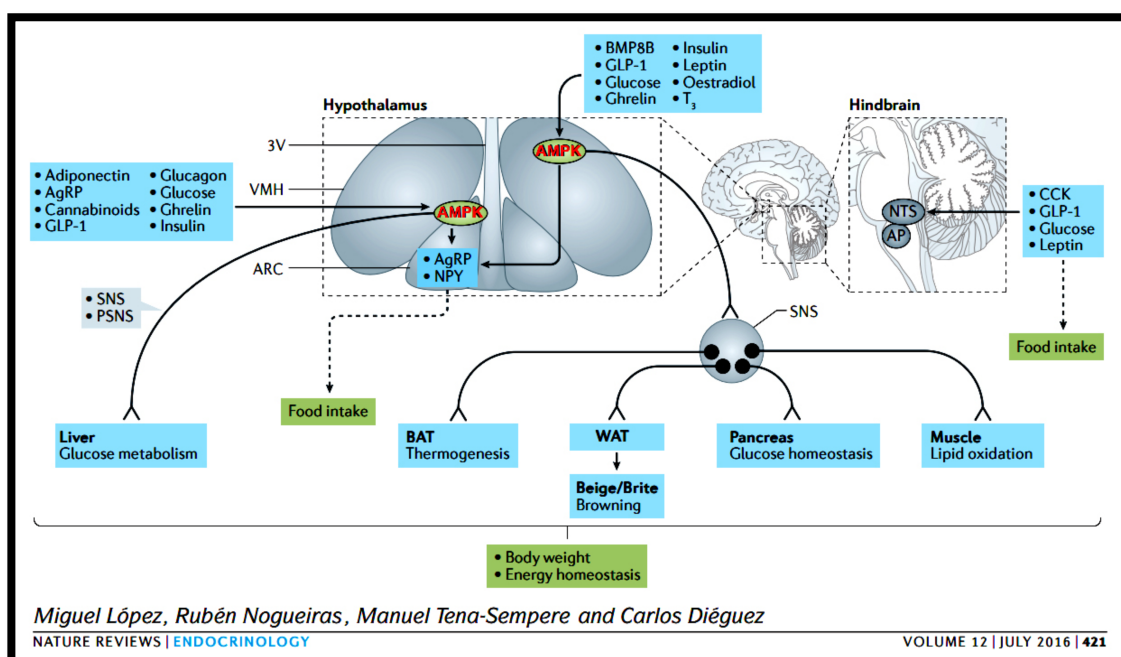 • BMP8B
• GLP-1
• Glucose
• Ghrelin
• Insulin
• Leptin
• Oestradiol
• T₃
Hypothalamus
Hindbrain
3V
AMPK
• Adiponectin
• AgRP
• Cannabinoids
• GLP-1
• Glucagon
• Glucose
• Ghrelin
• Insulin
VMH
AMPK
• CCK
• GLP-1
• Glucose
• Leptin
NTS
AP
ARC
• AgRP
• NPY
• SNS
• PSNS
SNS
Food intake
Food intake
Liver
Glucose metabolism
BAT
Thermogenesis
WAT
Pancreas
Glucose homeostasis
Muscle
Lipid oxidation
Beige/Brite
Browning
• Body weight
• Energy homeostasis
Miguel López, Rubén Nogueiras, Manuel Tena-Sempere and Carlos Diéguez
NATURE REVIEWS | ENDOCRINOLOGY
VOLUME 12 | JULY 2016 | 421